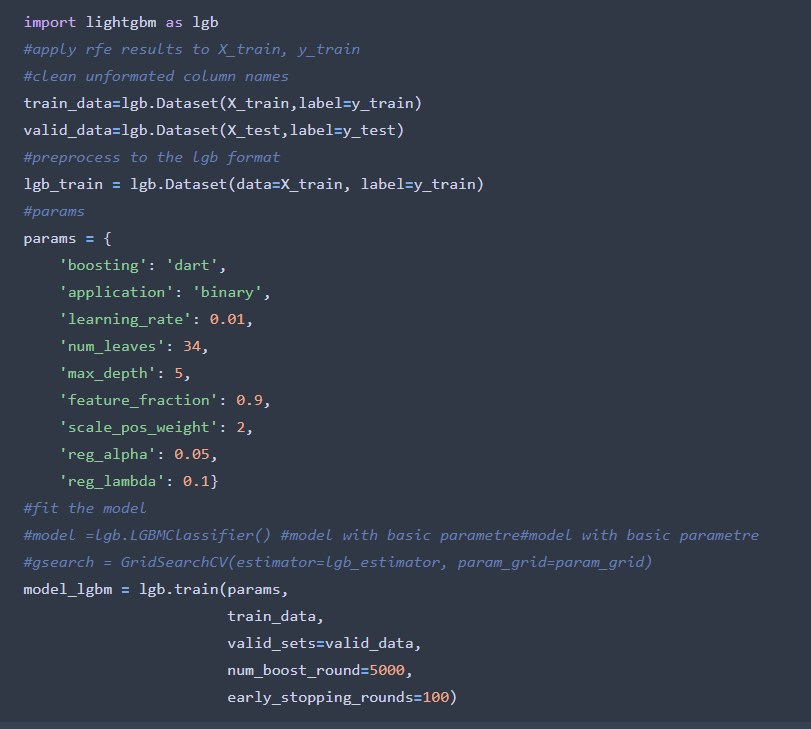 import lightgbm as lgb
#apply rfe results to X_train, y_train
#clean unformated column names
train_data=lgb.Dataset(X_train,label=y_train)
valid_data=lgb.Dataset(X_test,label=y_test)
#preprocess to the lgb format
lgb_train = lgb.Dataset(data=X_train, label=y_train)
#params
params = {
    'boosting': 'dart',
    'application': 'binary',
    'learning_rate': 0.01,
    'num_leaves': 34,
    'max_depth': 5,
    'feature_fraction': 0.9,
    'scale_pos_weight': 2,
    'reg_alpha': 0.05,
    'reg_lambda': 0.1}
#fit the model
#model =lgb.LGBMClassifier() #model with basic parametre#model with basic parametre
#gsearch = GridSearchCV(estimator=lgb_estimator, param_grid=param_grid)
model_lgbm = lgb.train(params,
                       train_data,
                       valid_sets=valid_data,
                       num_boost_round=5000,
                       early_stopping_rounds=100)